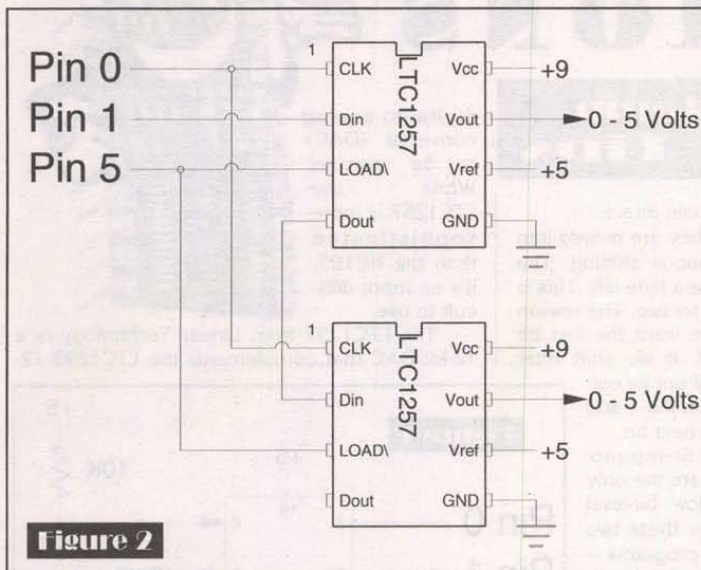 Pin 0
Pin 1
Pin 5
1
CLK
Din
LOAD\
Dout
LTC1257
Vcc
Vout
Vref
GND
+9
0 - 5 Volts
+5
1
Din
LOAD\
Dout
LTC1257
Vcc
Vout
Vref
GND
+9
0 - 5 Volts
+5
Figure 2